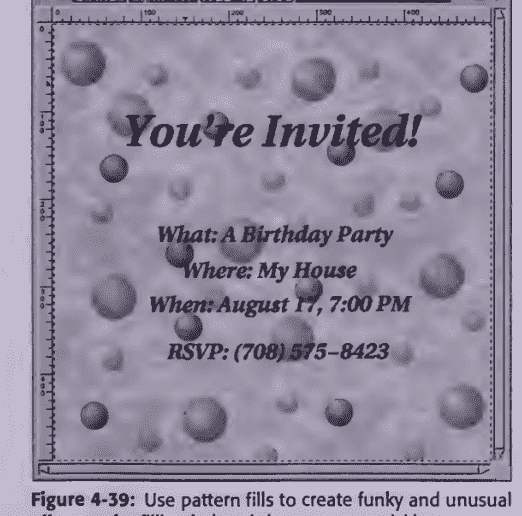 0 100 200 300 400
You're Invited!
What: A Birthday Party
Where: My House
When: August 17, 7:00 PM
RSVP: (708) 575-8423
Figure 4-39: Use pattern fills to create funky and unusual